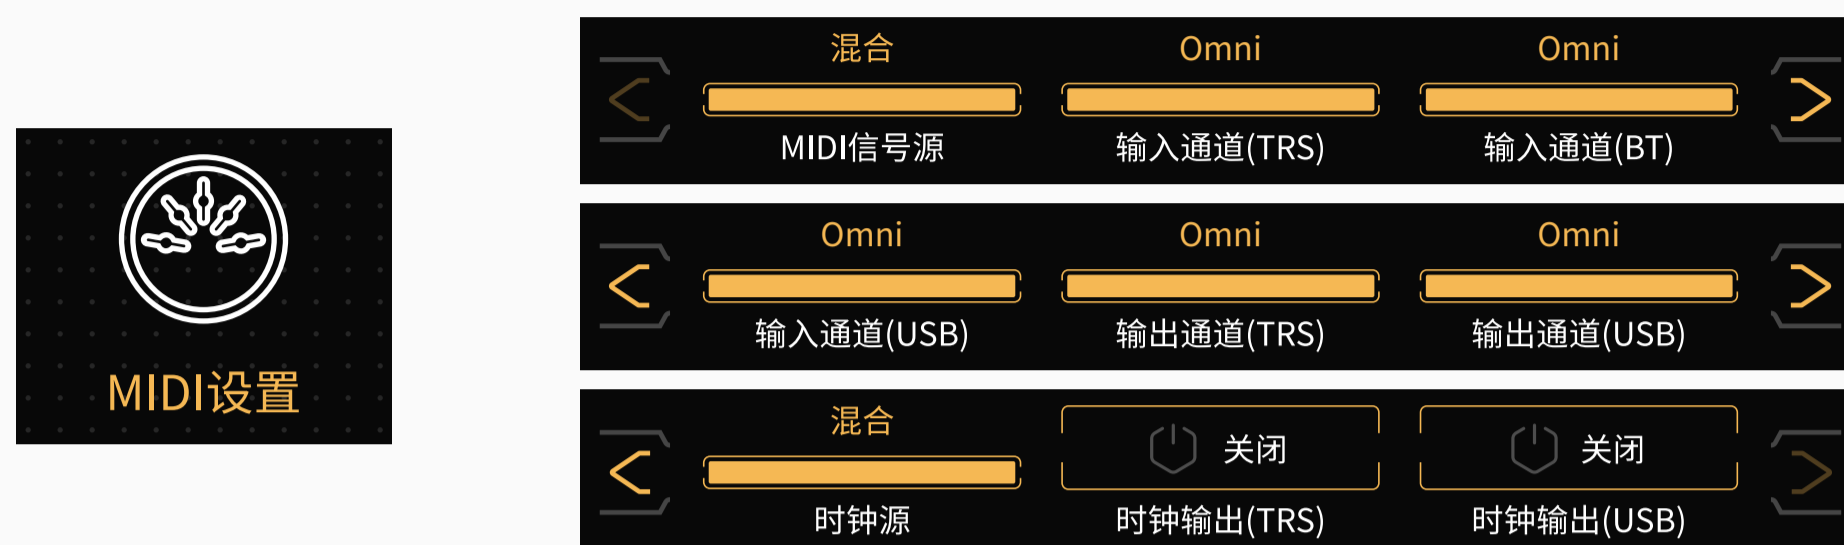 MIDI设置
混合 Omni Omni
MIDI信号源 输入通道(TRS) 输入通道(BT)
Omni Omni Omni
输入通道(USB) 输出通道(TRS) 输出通道(USB)
混合 关闭 关闭
时钟源 时钟输出(TRS) 时钟输出(USB)